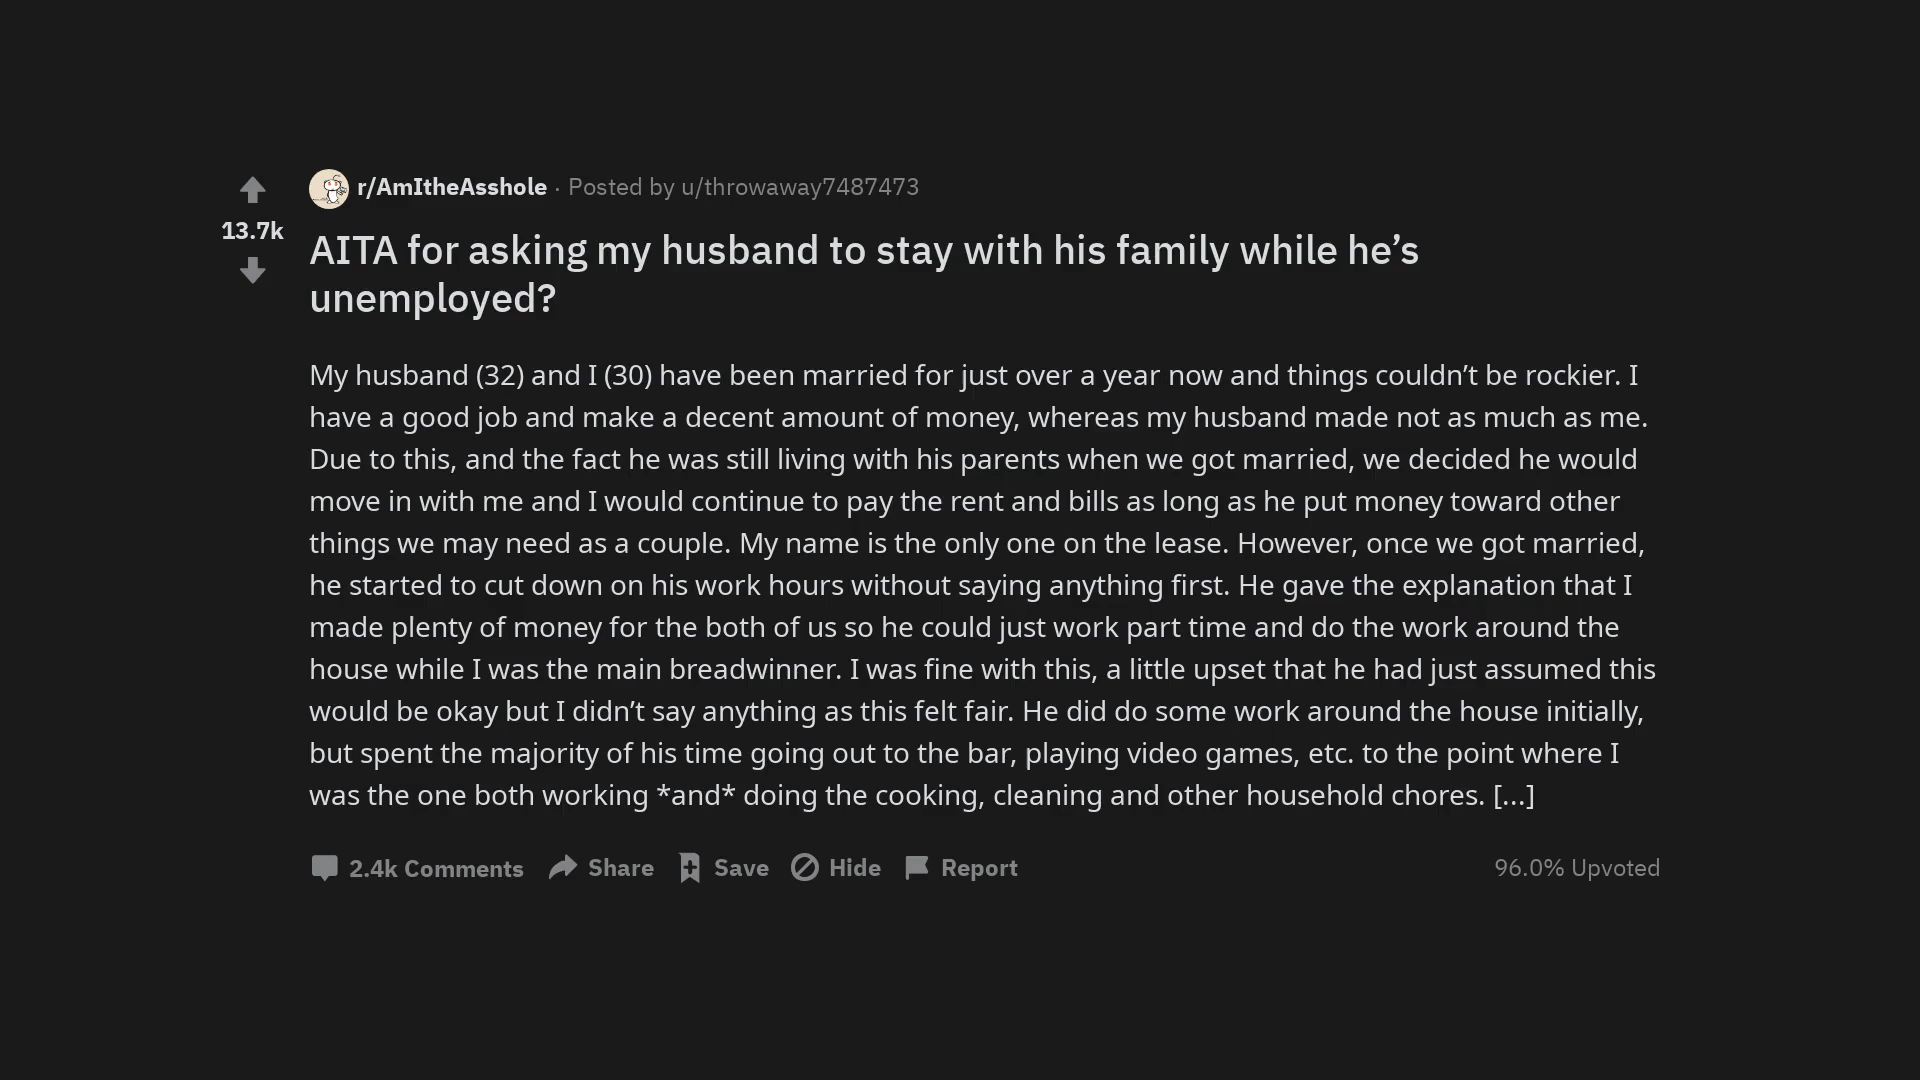 r/AmItheAsshole · Posted by u/throwaway7487473
13.7k
AITA for asking my husband to stay with his family while he’s
unemployed?
My husband (32) and I (30) have been married for just over a year now and things couldn’t be rockier. I
have a good job and make a decent amount of money, whereas my husband made not as much as me.
Due to this, and the fact he was still living with his parents when we got married, we decided he would
move in with me and I would continue to pay the rent and bills as long as he put money toward other
things we may need as a couple. My name is the only one on the lease. However, once we got married,
he started to cut down on his work hours without saying anything first. He gave the explanation that I
made plenty of money for the both of us so he could just work part time and do the work around the
house while I was the main breadwinner. I was fine with this, a little upset that he had just assumed this
would be okay but I didn’t say anything as this felt fair. He did do some work around the house initially,
but spent the majority of his time going out to the bar, playing video games, etc. to the point where I
was the one both working *and* doing the cooking, cleaning and other household chores. [...]
2.4k Comments Share Save Hide Report 96.0% Upvoted